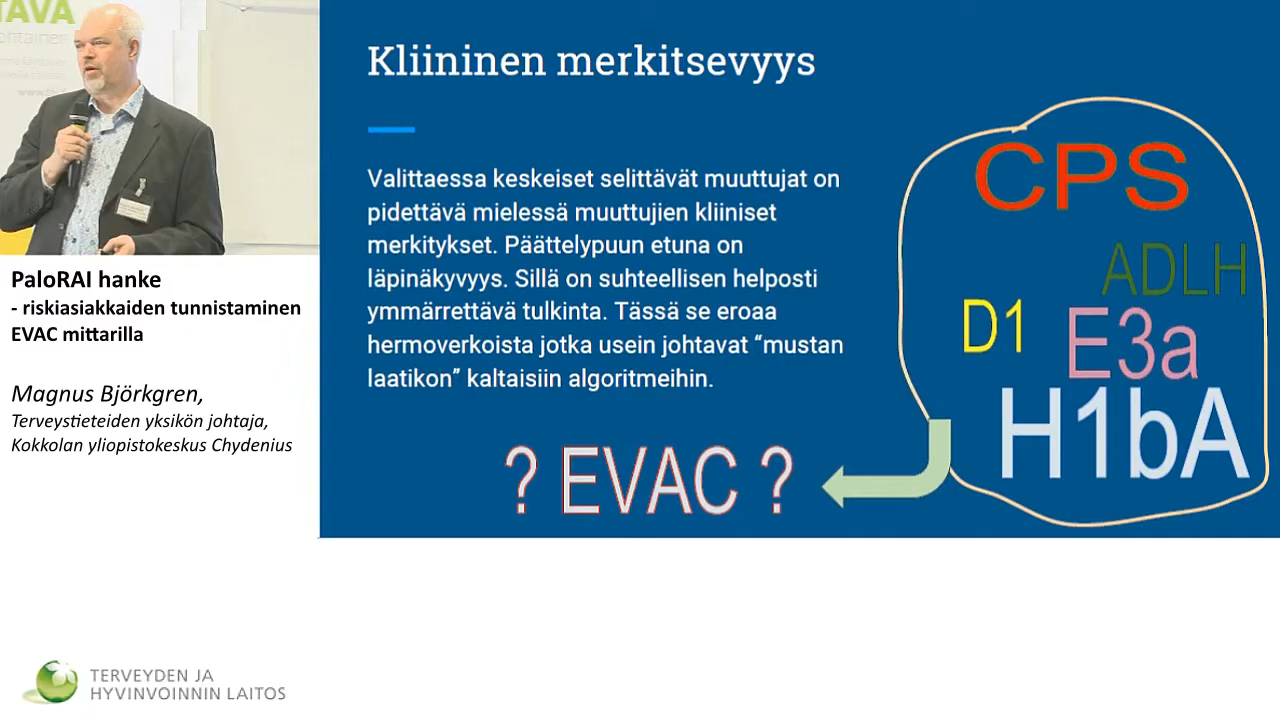 TAVA
Kliininen merkitsevyys
Valittaessa keskeiset selittävät muuttujat on
pidettävä mielessä muuttujien kliiniset
merkitykset. Päättelypuun etuna on
läpinäkyvyys. Sillä on suhteellisen helposti
ymmärrettävä tulkinta. Tässä se eroaa
hermoverkoista jotka usein johtavat “mustan
laatikon” kaltaisiin algoritmeihin.
CPS
ADLH
D1
E3a
H1bA
? EVAC ?
PaloRAI hanke
- riskiasiakkaiden tunnistaminen
EVAC mittarilla
Magnus Björkgren,
Terveystieteiden yksikön johtaja,
Kokkolan yliopistokeskus Chydenius
TERVEYDEN JA
HYVINVOINNIN LAITOS